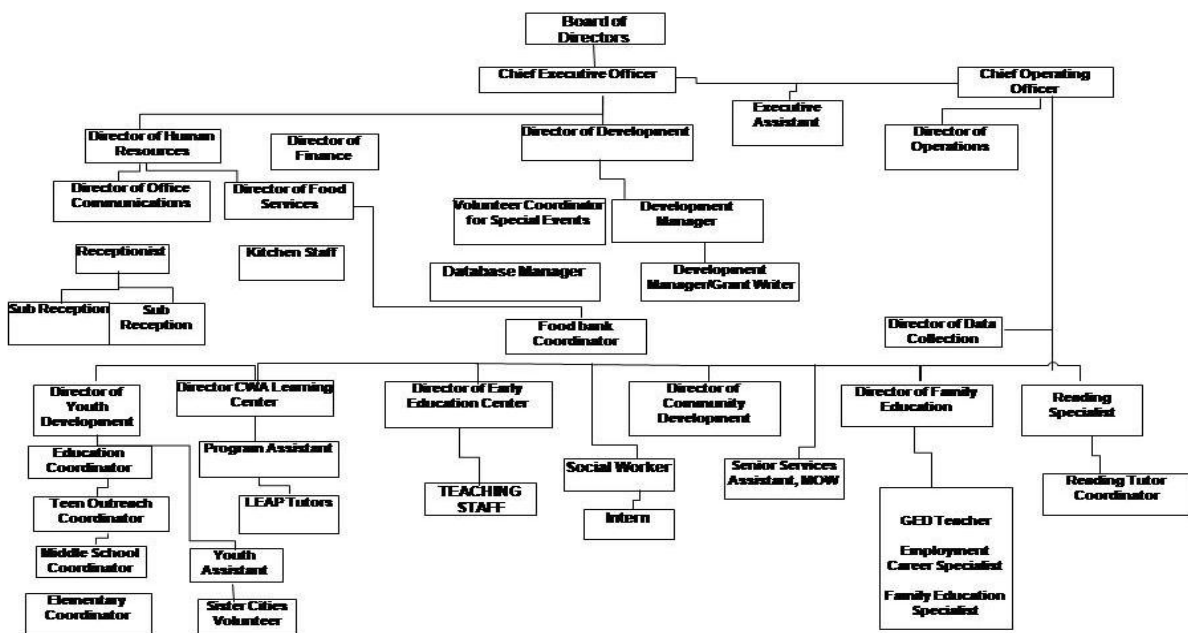 Board of
Directors
Chief Executive Officer
Chief Operating
Officer
Executive
Assistant
Director of Human
Resources
Director of
Finance
Director of Development
Director of
Operations
Director of Office
Communications
Director of Food
Services
Volunteer Coordinator
for Special Events
Development
Manager
Receptionist
Kitchen Staff
Database Manager
Development
Manager/Grant Writer
Sub Reception
Sub
Reception
Food bank
Coordinator
Director of Data
Collection
Director of
Youth
Development
Director CWA Learning
Center
Director of Early
Education Center
Director of
Community
Development
Director of Family
Education
Reading
Specialist
Education
Coordinator
Program Assistant
Social Worker
Senior Services
Assistant, MOW
Reading Tutor
Coordinator
Teen Outreach
Coordinator
LEAP Tutors
TEACHING
STAFF
Intern
GED Teacher
Employment
Career Specialist
Family Education
Specialist
Middle School
Coordinator
Youth
Assistant
Elementary
Coordinator
Sister Cities
Volunteer